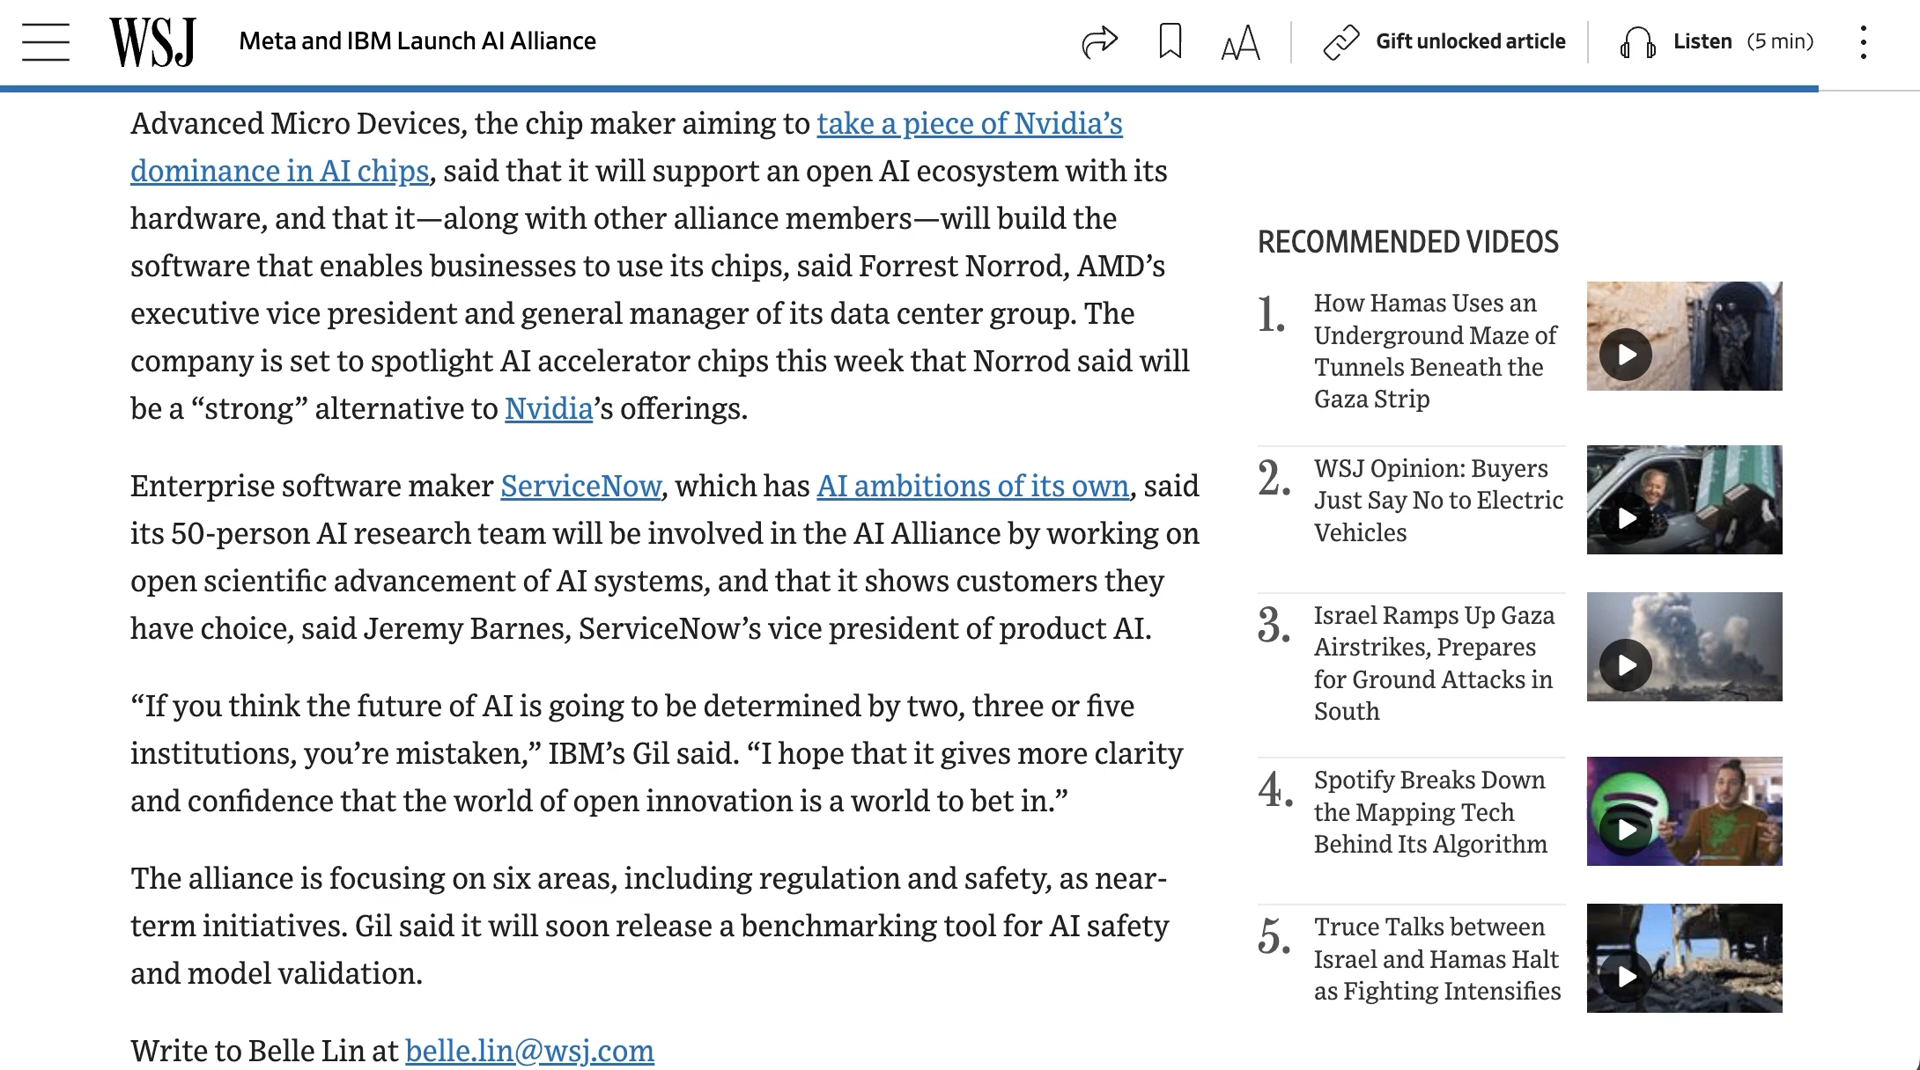 WSJ
Meta and IBM Launch AI Alliance
AA
Gift unlocked article
Listen (5 min)
Advanced Micro Devices, the chip maker aiming to take a piece of Nvidia’s
dominance in AI chips, said that it will support an open AI ecosystem with its
hardware, and that it—along with other alliance members—will build the
software that enables businesses to use its chips, said Forrest Norrod, AMD’s
executive vice president and general manager of its data center group. The
company is set to spotlight AI accelerator chips this week that Norrod said will
be a “strong” alternative to Nvidia’s offerings.
Enterprise software maker ServiceNow, which has AI ambitions of its own, said
its 50-person AI research team will be involved in the AI Alliance by working on
open scientific advancement of AI systems, and that it shows customers they
have choice, said Jeremy Barnes, ServiceNow’s vice president of product AI.
“If you think the future of AI is going to be determined by two, three or five
institutions, you’re mistaken,” IBM’s Gil said. “I hope that it gives more clarity
and confidence that the world of open innovation is a world to bet in.”
The alliance is focusing on six areas, including regulation and safety, as near-
term initiatives. Gil said it will soon release a benchmarking tool for AI safety
and model validation.
Write to Belle Lin at belle.lin@wsj.com
RECOMMENDED VIDEOS
1.
How Hamas Uses an
Underground Maze of
Tunnels Beneath the
Gaza Strip
2.
WSJ Opinion: Buyers
Just Say No to Electric
Vehicles
3.
Israel Ramps Up Gaza
Airstrikes, Prepares
for Ground Attacks in
South
4.
Spotify Breaks Down
the Mapping Tech
Behind Its Algorithm
5.
Truce Talks between
Israel and Hamas Halt
as Fighting Intensifies